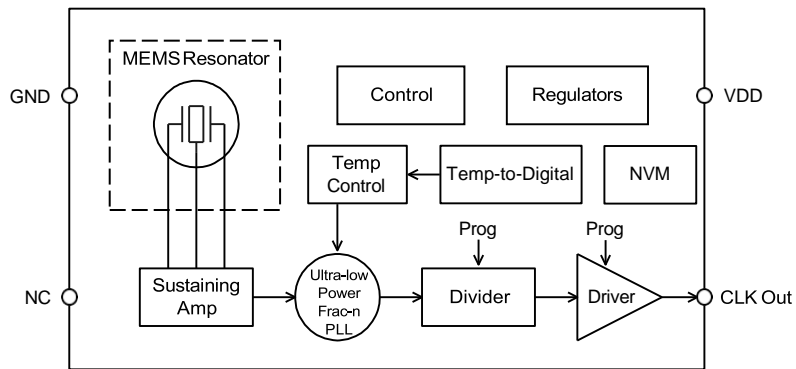 MEMS Resonator
GND
Control
Regulators
VDD
Temp
Control
Temp-to-Digital
NVM
Prog
Prog
NC
Sustaining
Amp
Ultra-low
Power
Frac-n
PLL
Divider
Driver
CLK Out